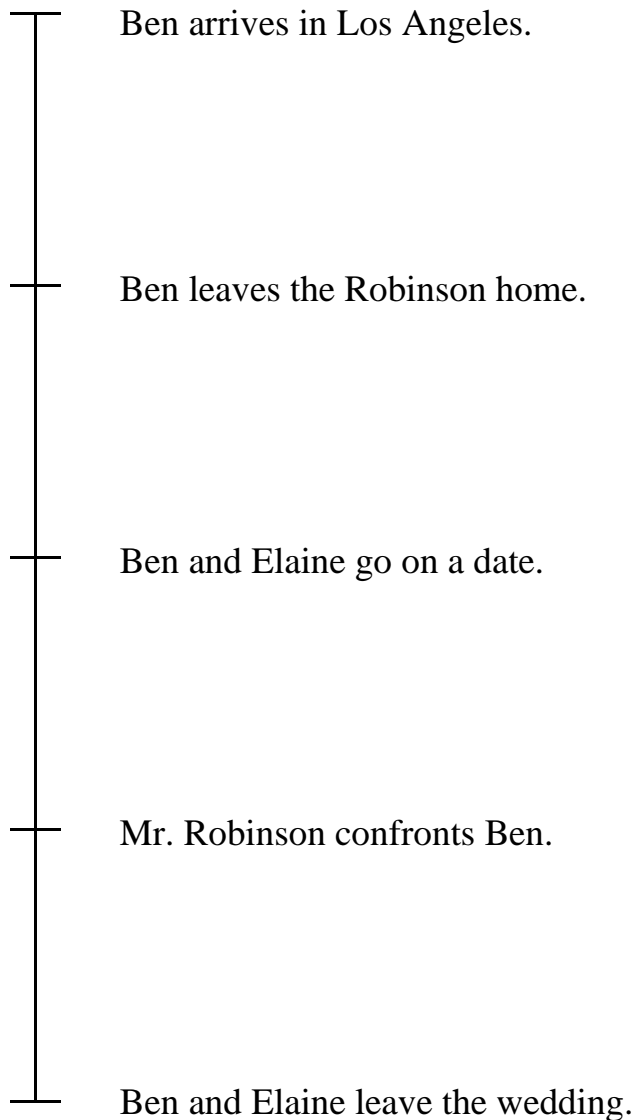 Ben arrives in Los Angeles.
Ben leaves the Robinson home.
Ben and Elaine go on a date.
Mr. Robinson confronts Ben.
Ben and Elaine leave the wedding.